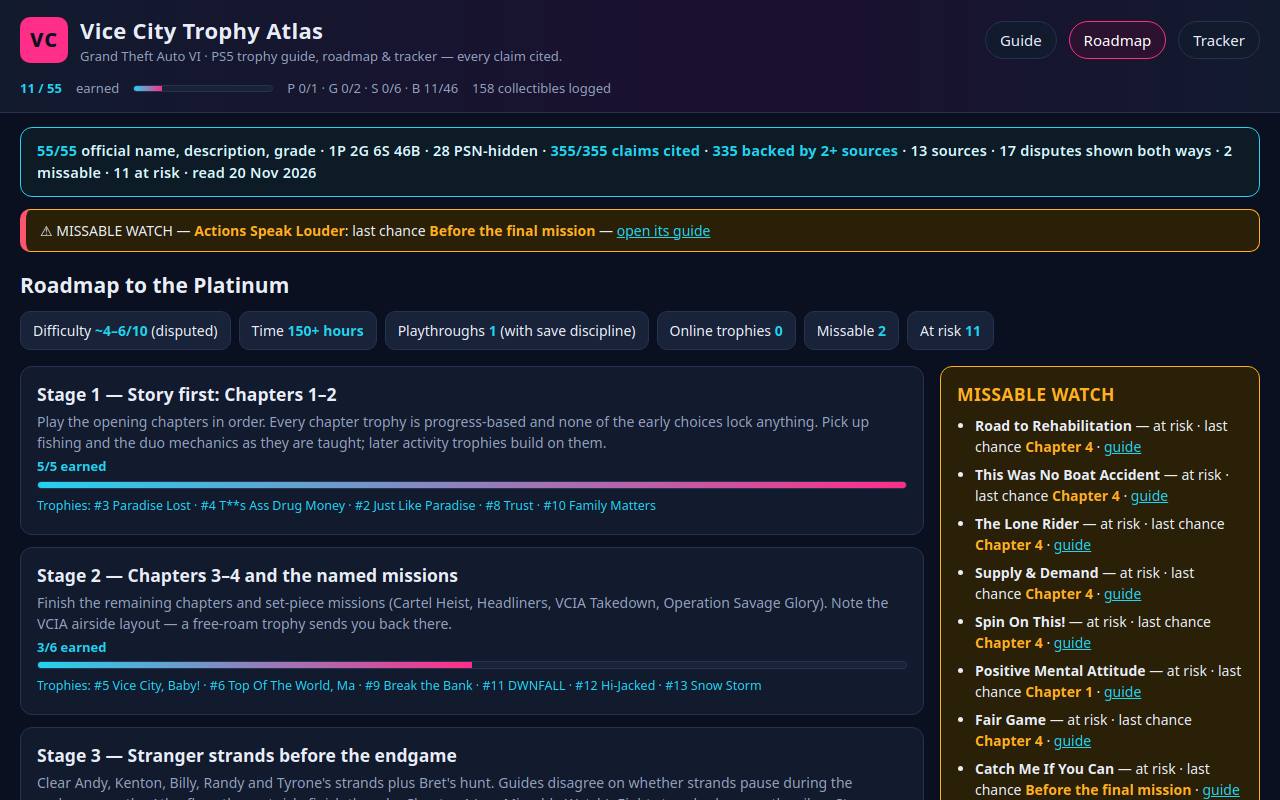 VC
Vice City Trophy Atlas
Grand Theft Auto VI · PS5 trophy guide, roadmap & tracker — every claim cited.
Guide
Roadmap
Tracker
11 / 55 earned P 0/1 · G 0/2 · S 0/6 · B 11/46 158 collectibles logged
55/55 official name, description, grade · 1P 2G 6S 46B · 28 PSN-hidden · 355/355 claims cited · 335 backed by 2+ sources · 13 sources · 17 disputes shown both ways · 2
missable · 11 at risk · read 20 Nov 2026
⚠ MISSABLE WATCH — Actions Speak Louder: last chance Before the final mission — open its guide
Roadmap to the Platinum
Difficulty ~4–6/10 (disputed)
Time 150+ hours
Playthroughs 1 (with save discipline)
Online trophies 0
Missable 2
At risk 11
Stage 1 — Story first: Chapters 1–2
Play the opening chapters in order. Every chapter trophy is progress-based and none of the early choices lock anything. Pick up
fishing and the duo mechanics as they are taught; later activity trophies build on them.
5/5 earned
Trophies: #3 Paradise Lost · #4 T**s Ass Drug Money · #2 Just Like Paradise · #8 Trust · #10 Family Matters
Stage 2 — Chapters 3–4 and the named missions
Finish the remaining chapters and set-piece missions (Cartel Heist, Headliners, VCIA Takedown, Operation Savage Glory). Note the
VCIA airside layout — a free-roam trophy sends you back there.
3/6 earned
Trophies: #5 Vice City, Baby! · #6 Top Of The World, Ma · #9 Break the Bank · #11 DWNFALL · #12 Hi-Jacked · #13 Snow Storm
Stage 3 — Stranger strands before the endgame
Clear Andy, Kenton, Billy, Randy and Tyrone's strands plus Bret's hunt. Guides disagree on whether strands pause during the
MISSABLE WATCH
• Road to Rehabilitation — at risk · last
chance Chapter 4 · guide
• This Was No Boat Accident — at risk ·
last chance Chapter 4 · guide
• The Lone Rider — at risk · last chance
Chapter 4 · guide
• Supply & Demand — at risk · last
chance Chapter 4 · guide
• Spin On This! — at risk · last chance
Chapter 4 · guide
• Positive Mental Attitude — at risk · last
chance Chapter 1 · guide
• Fair Game — at risk · last chance
Chapter 4 · guide
• Catch Me If You Can — at risk · last
chance Before the final mission · guide